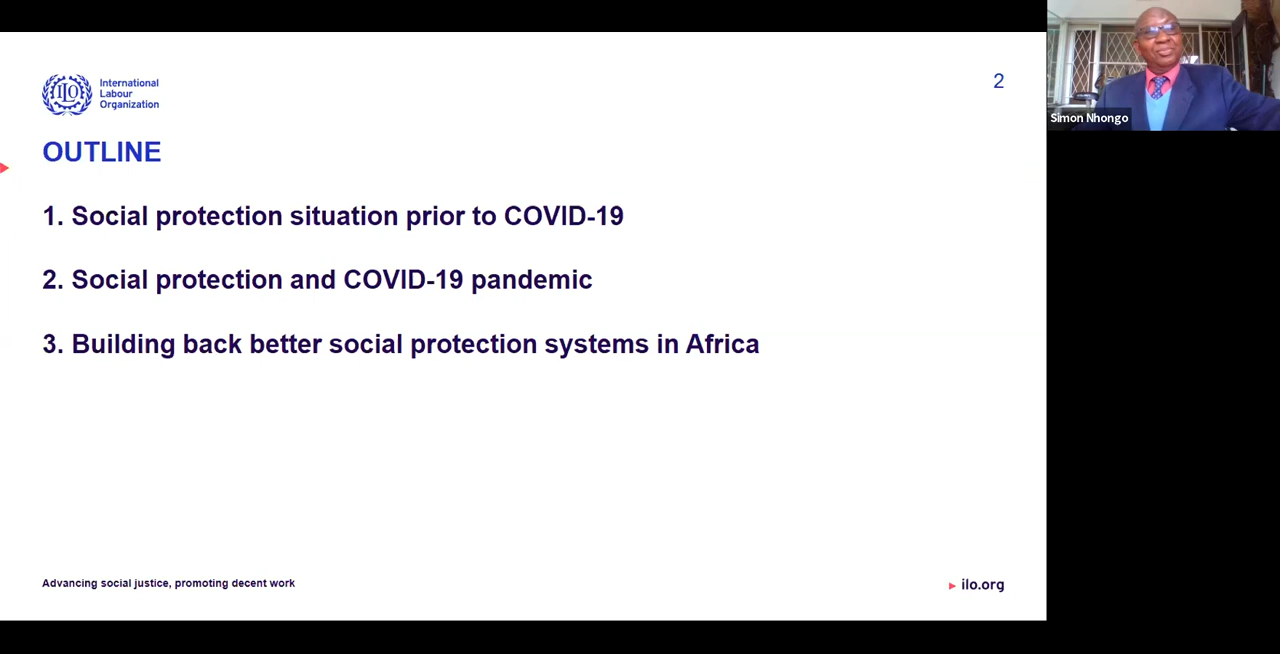 ILO
International
Labour
Organization
2
Simon Nhongo
OUTLINE
1. Social protection situation prior to COVID-19
2. Social protection and COVID-19 pandemic
3. Building back better social protection systems in Africa
Advancing social justice, promoting decent work
ilo.org